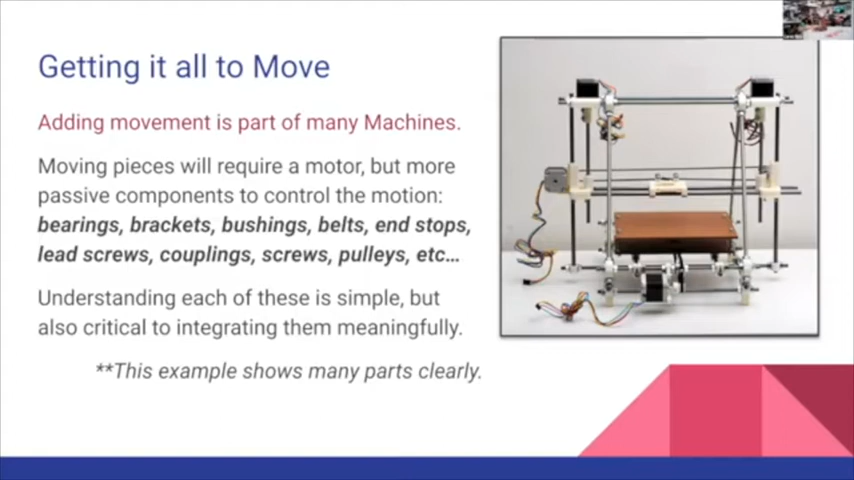 Getting it all to Move
Adding movement is part of many Machines.
Moving pieces will require a motor, but more
passive components to control the motion:
bearings, brackets, bushings, belts, end stops,
lead screws, couplings, screws, pulleys, etc...
Understanding each of these is simple, but
also critical to integrating them meaningfully.
**This example shows many parts clearly.